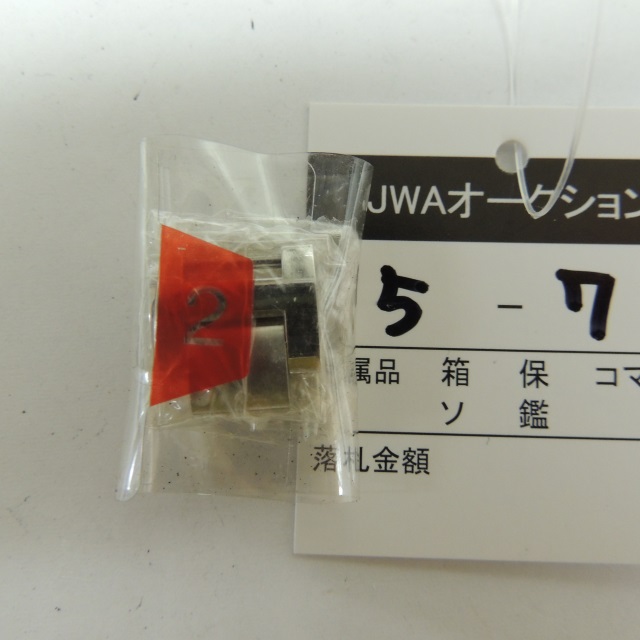 2
JWAオークション
5 - 7
属品 箱 保 コマ
ソ 鑑
落札金額